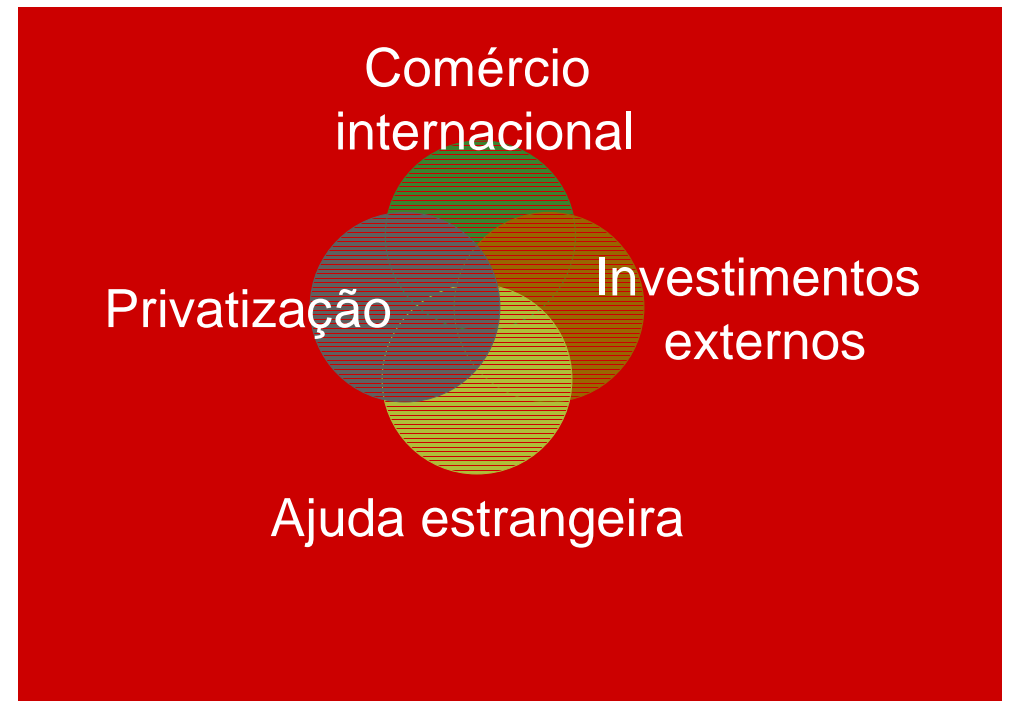 Comércio
internacional
Privatização
Investimentos
externos
Ajuda estrangeira